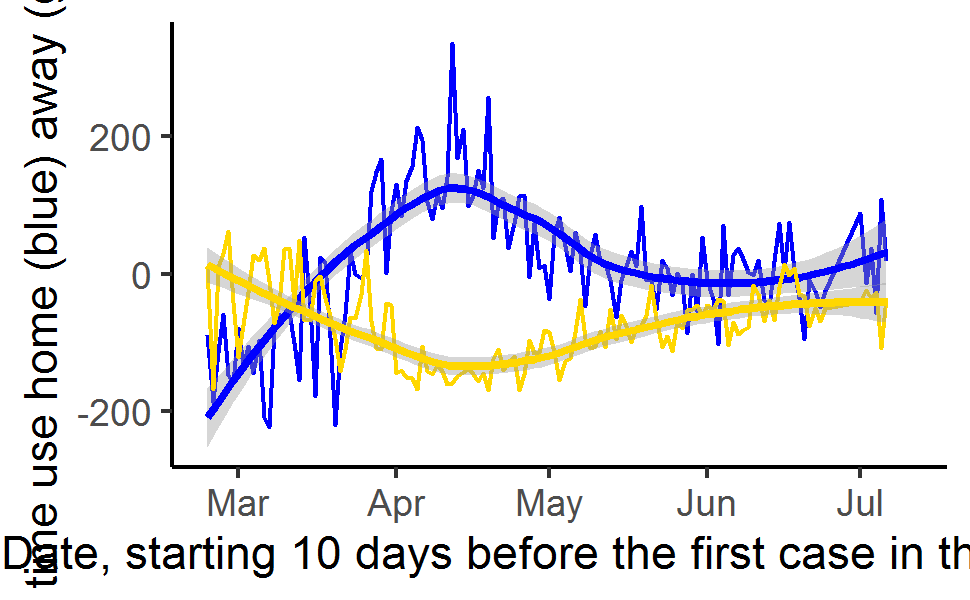 time use home (blue) away (
200
0
-200
Mar Apr May Jun Jul
Date, starting 10 days before the first case in th